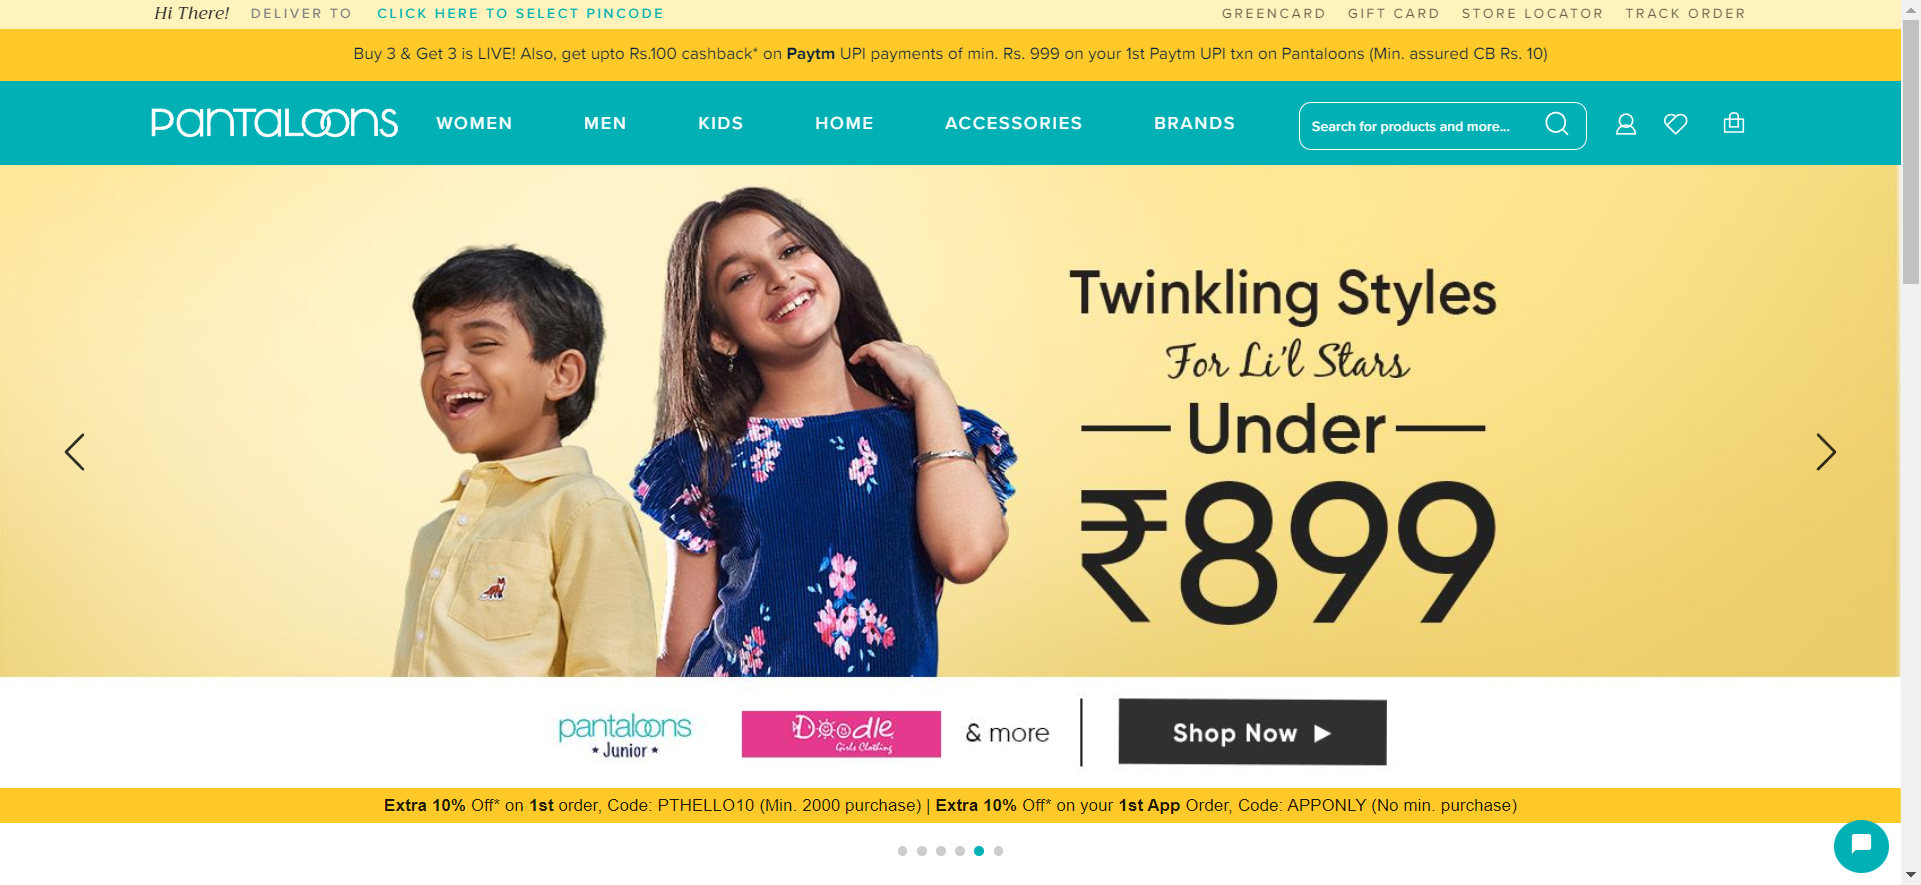 Hi There! DELIVER TO CLICK HERE TO SELECT PINCODE GREENCARD GIFT CARD STORE LOCATOR TRACK ORDER
Buy 3 & Get 3 is LIVE! Also, get upto Rs.100 cashback* on Paytm UPI payments of min. Rs. 999 on your 1st Paytm UPI txn on Pantaloons (Min. assured CB Rs. 10)
PANTALOONS WOMEN MEN KIDS HOME ACCESSORIES BRANDS Search for products and more...
Twinkling Styles
For Li'l Stars
Under
₹899
pantaloons
Junior
Doodle
Girls Clothing
& more
Shop Now
Extra 10% Off* on 1st order, Code: PTHELLO10 (Min. 2000 purchase) | Extra 10% Off* on your 1st App Order, Code: APPONLY (No min. purchase)